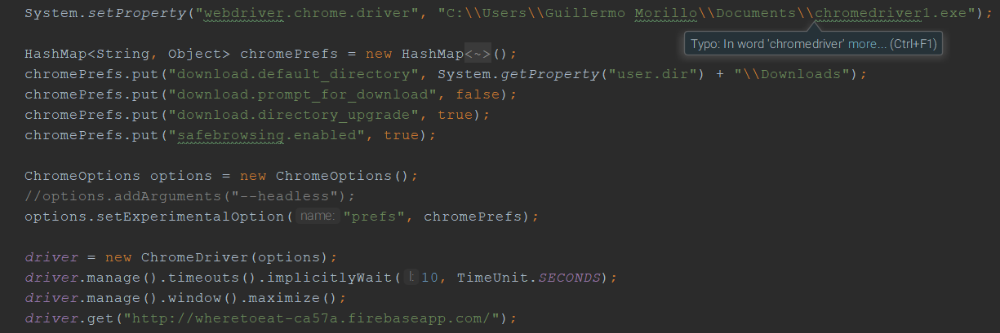 System.setProperty("webdriver.chrome.driver", "C:\\Users\\Guillermo Morillo\\Documents\\chromedriver1.exe");
Typo: In word 'chromedriver' more... (Ctrl+F1)
HashMap<String, Object> chromePrefs = new HashMap<~>();
chromePrefs.put("download.default_directory", System.getProperty("user.dir") + "\\Downloads");
chromePrefs.put("download.prompt_for_download", false);
chromePrefs.put("download.directory_upgrade", true);
chromePrefs.put("safebrowsing.enabled", true);
ChromeOptions options = new ChromeOptions();
//options.addArguments("--headless");
options.setExperimentalOption( name: "prefs", chromePrefs);
driver = new ChromeDriver(options);
driver.manage().timeouts().implicitlyWait( l: 10, TimeUnit.SECONDS);
driver.manage().window().maximize();
driver.get("http://wheretoeat-ca57a.firebaseapp.com/");